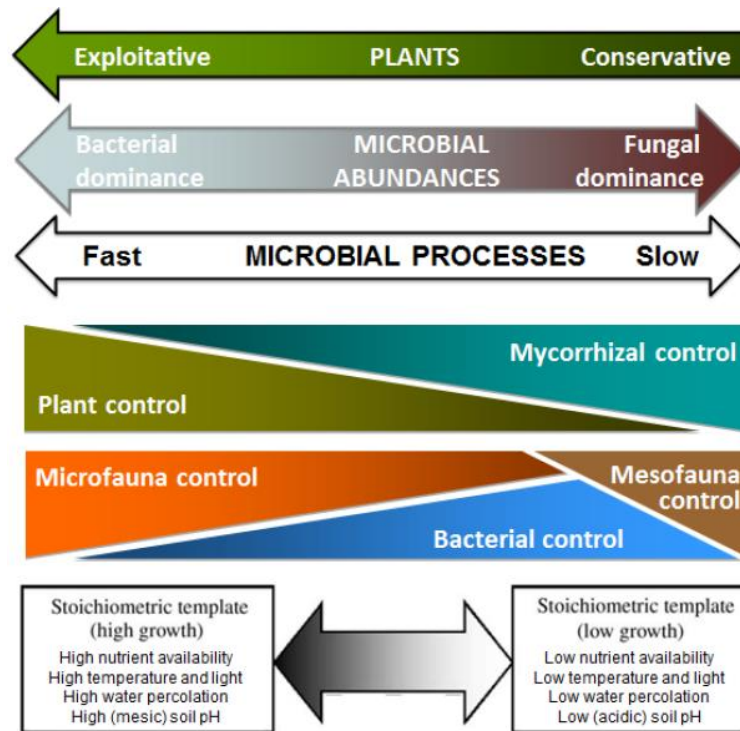 Exploitative PLANTS Conservative
Bacterial MICROBIAL Fungal
dominance ABUNDANCES dominance
Fast MICROBIAL PROCESSES Slow
Mycorrhizal control
Plant control
Microfauna control
Mesofauna
control
Bacterial control
Stoichiometric template
(high growth)
High nutrient availability
High temperature and light
High water percolation
High (mesic) soil pH
Stoichiometric template
(low growth)
Low nutrient availability
Low temperature and light
Low water percolation
Low (acidic) soil pH